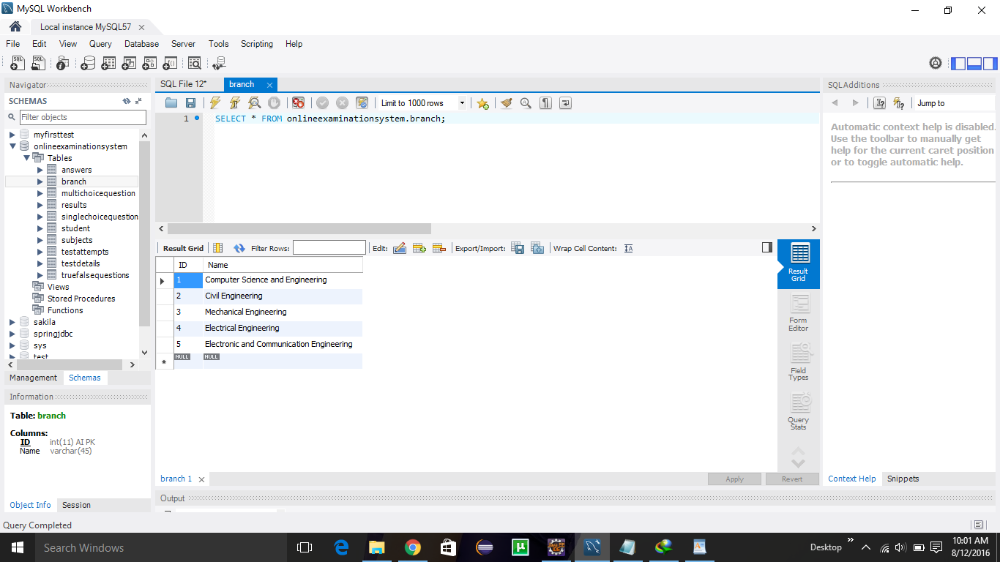 MySQL Workbench
Local instance MySQL57
File Edit View Query Database Server Tools Scripting Help
Navigator
SCHEMAS
Filter objects
myfirsttest
onlineexaminationsystem
Tables
answers
branch
multichoicequestion
results
singlechoicequestion
student
subjects
testattempts
testdetails
truefalsequestions
Views
Stored Procedures
Functions
sakila
springjdbc
sys
test
Management Schemas
Information
Table: branch
Columns:
ID int(11) AI PK
Name varchar(45)
Object Info Session
Query Completed
SQL File 12* branch
Limit to 1000 rows
1 SELECT * FROM onlineexaminationsystem.branch;
Result Grid Filter Rows: Edit: Export/Import: Wrap Cell Content:
ID Name
1 Computer Science and Engineering
2 Civil Engineering
3 Mechanical Engineering
4 Electrical Engineering
5 Electronic and Communication Engineering
* NULL NULL
Result
Grid
Form
Editor
Field
Types
Query
Stats
branch 1
Apply Revert
Output
SQLAdditions
Jump to
Automatic context help is disabled.
Use the toolbar to manually get
help for the current caret position
or to toggle automatic help.
Context Help Snippets
Search Windows
Desktop
10:01 AM
8/12/2016